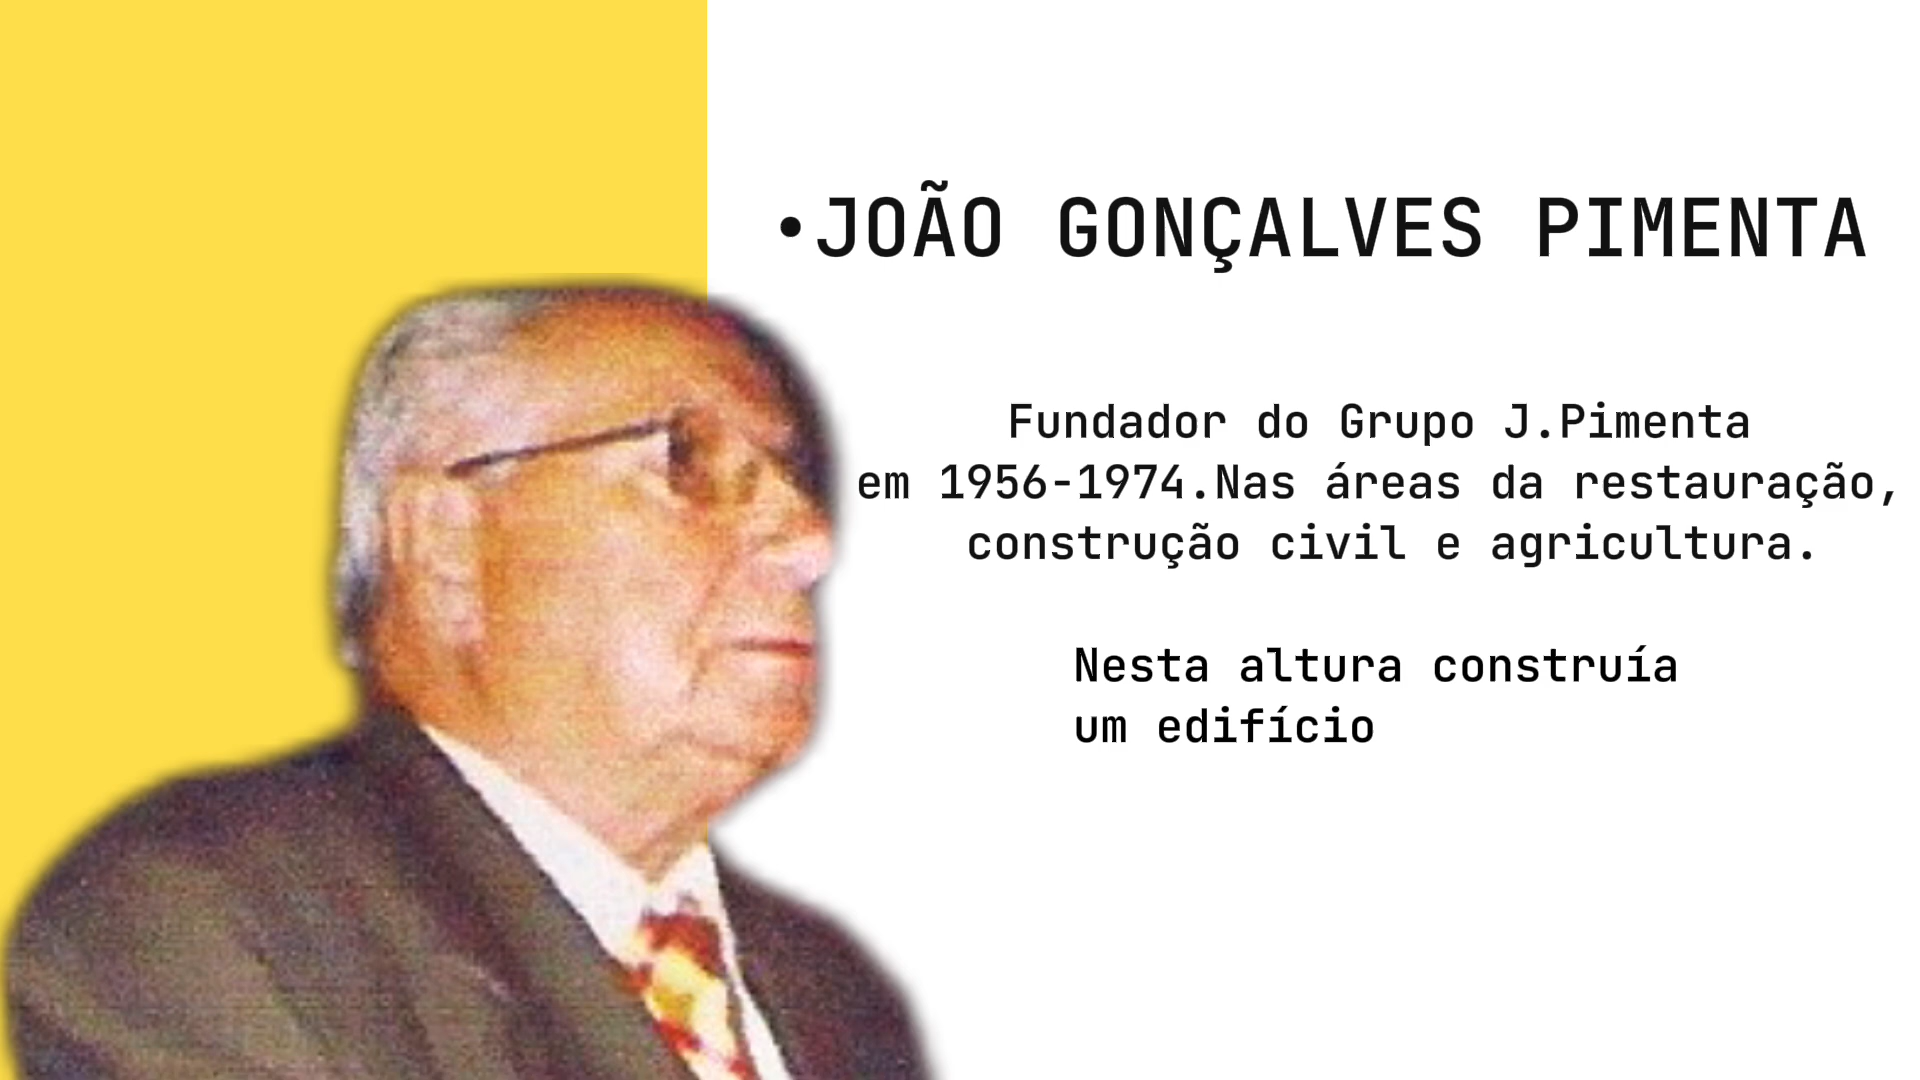 •JOÃO GONÇALVES PIMENTA
Fundador do Grupo J.Pimenta
em 1956-1974.Nas áreas da restauração,
construção civil e agricultura.
Nesta altura construía
um edifício